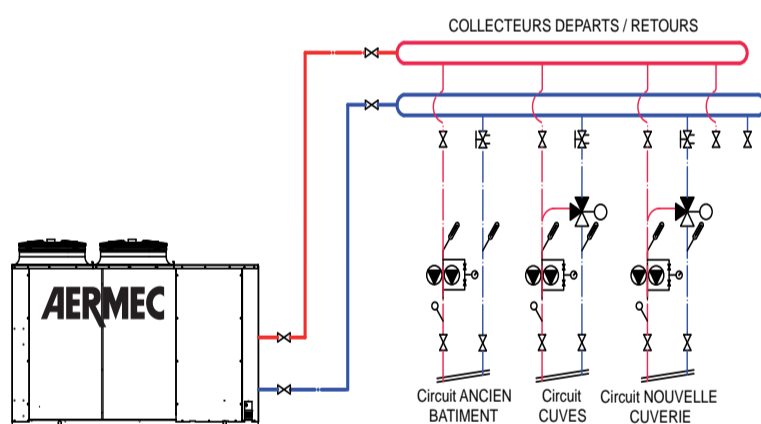 COLLECTEURS DEPARTS / RETOURS
AERMEC
Circuit ANCIEN
BATIMENT
Circuit
CUVES
Circuit NOUVELLE
CUVERIE